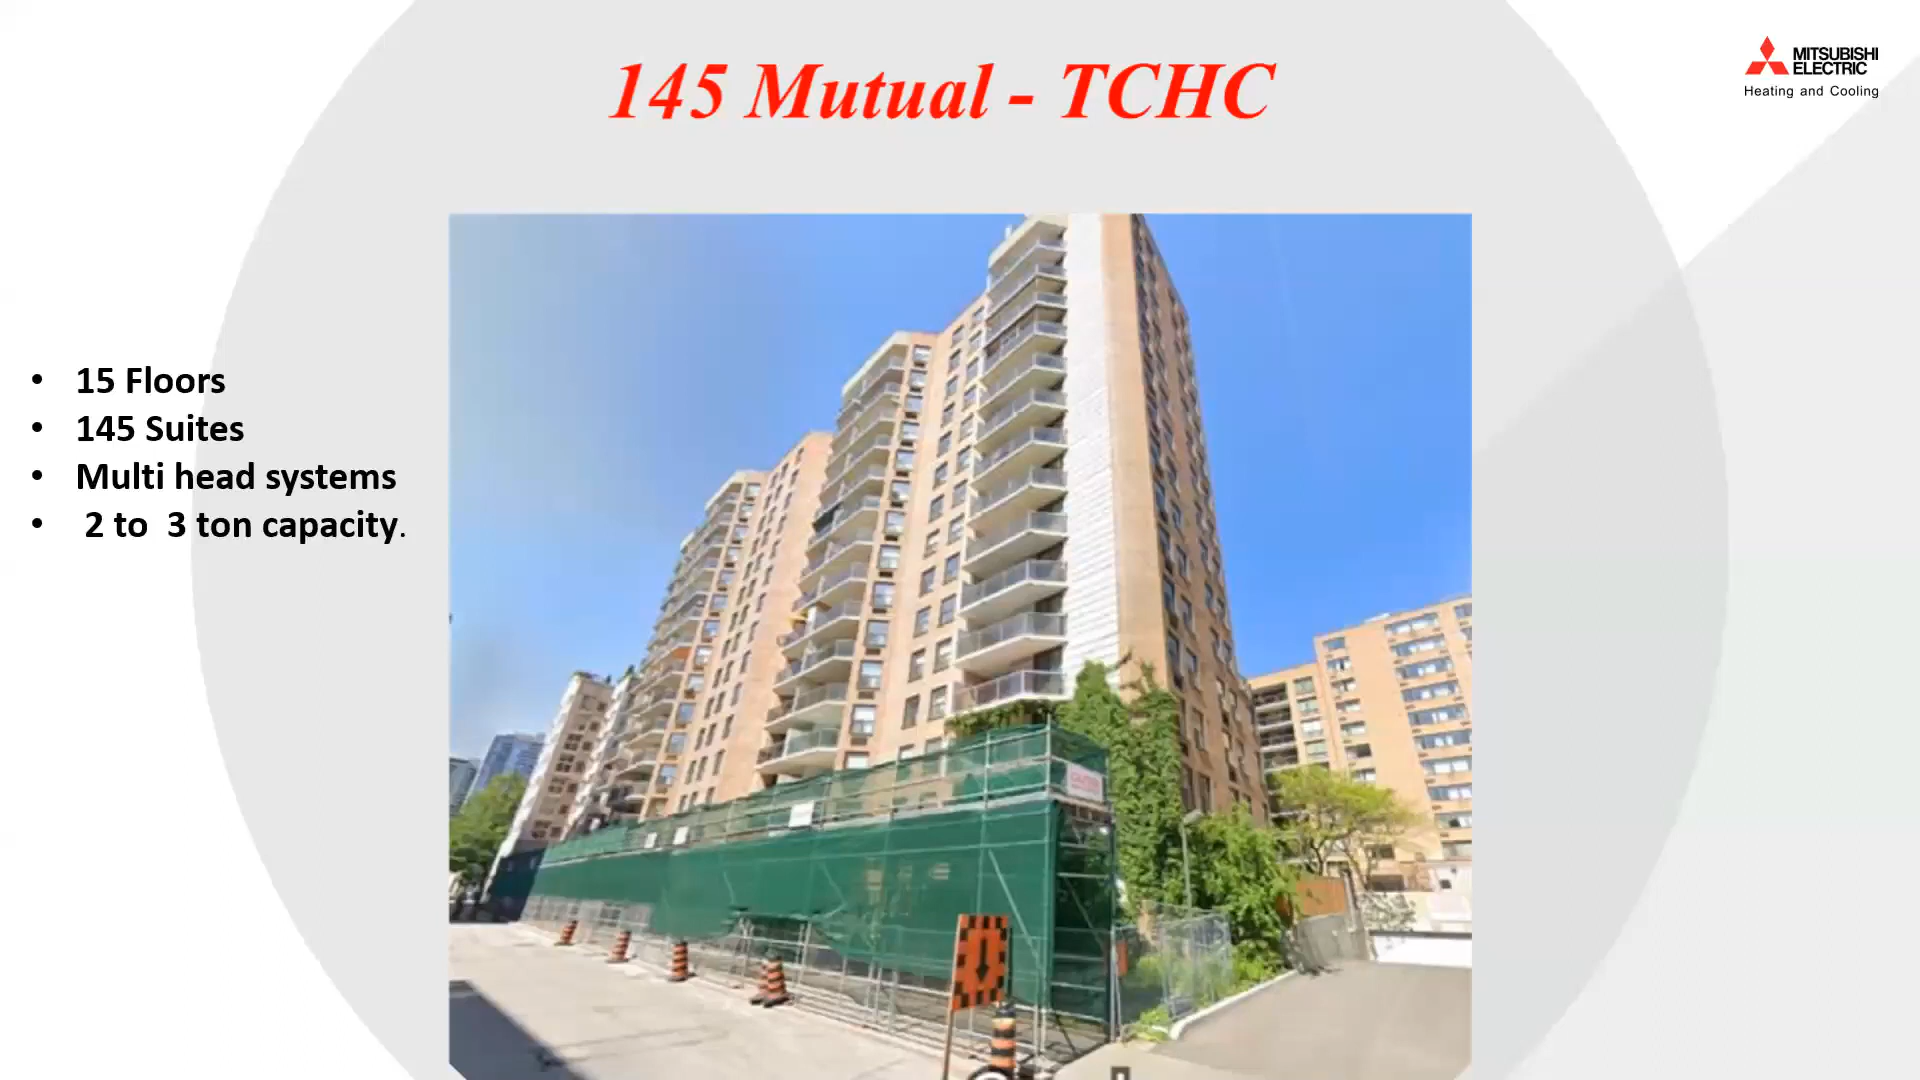 145 Mutual - TCHC
MITSUBISHI
ELECTRIC
Heating and Cooling
• 15 Floors
• 145 Suites
• Multi head systems
• 2 to 3 ton capacity.